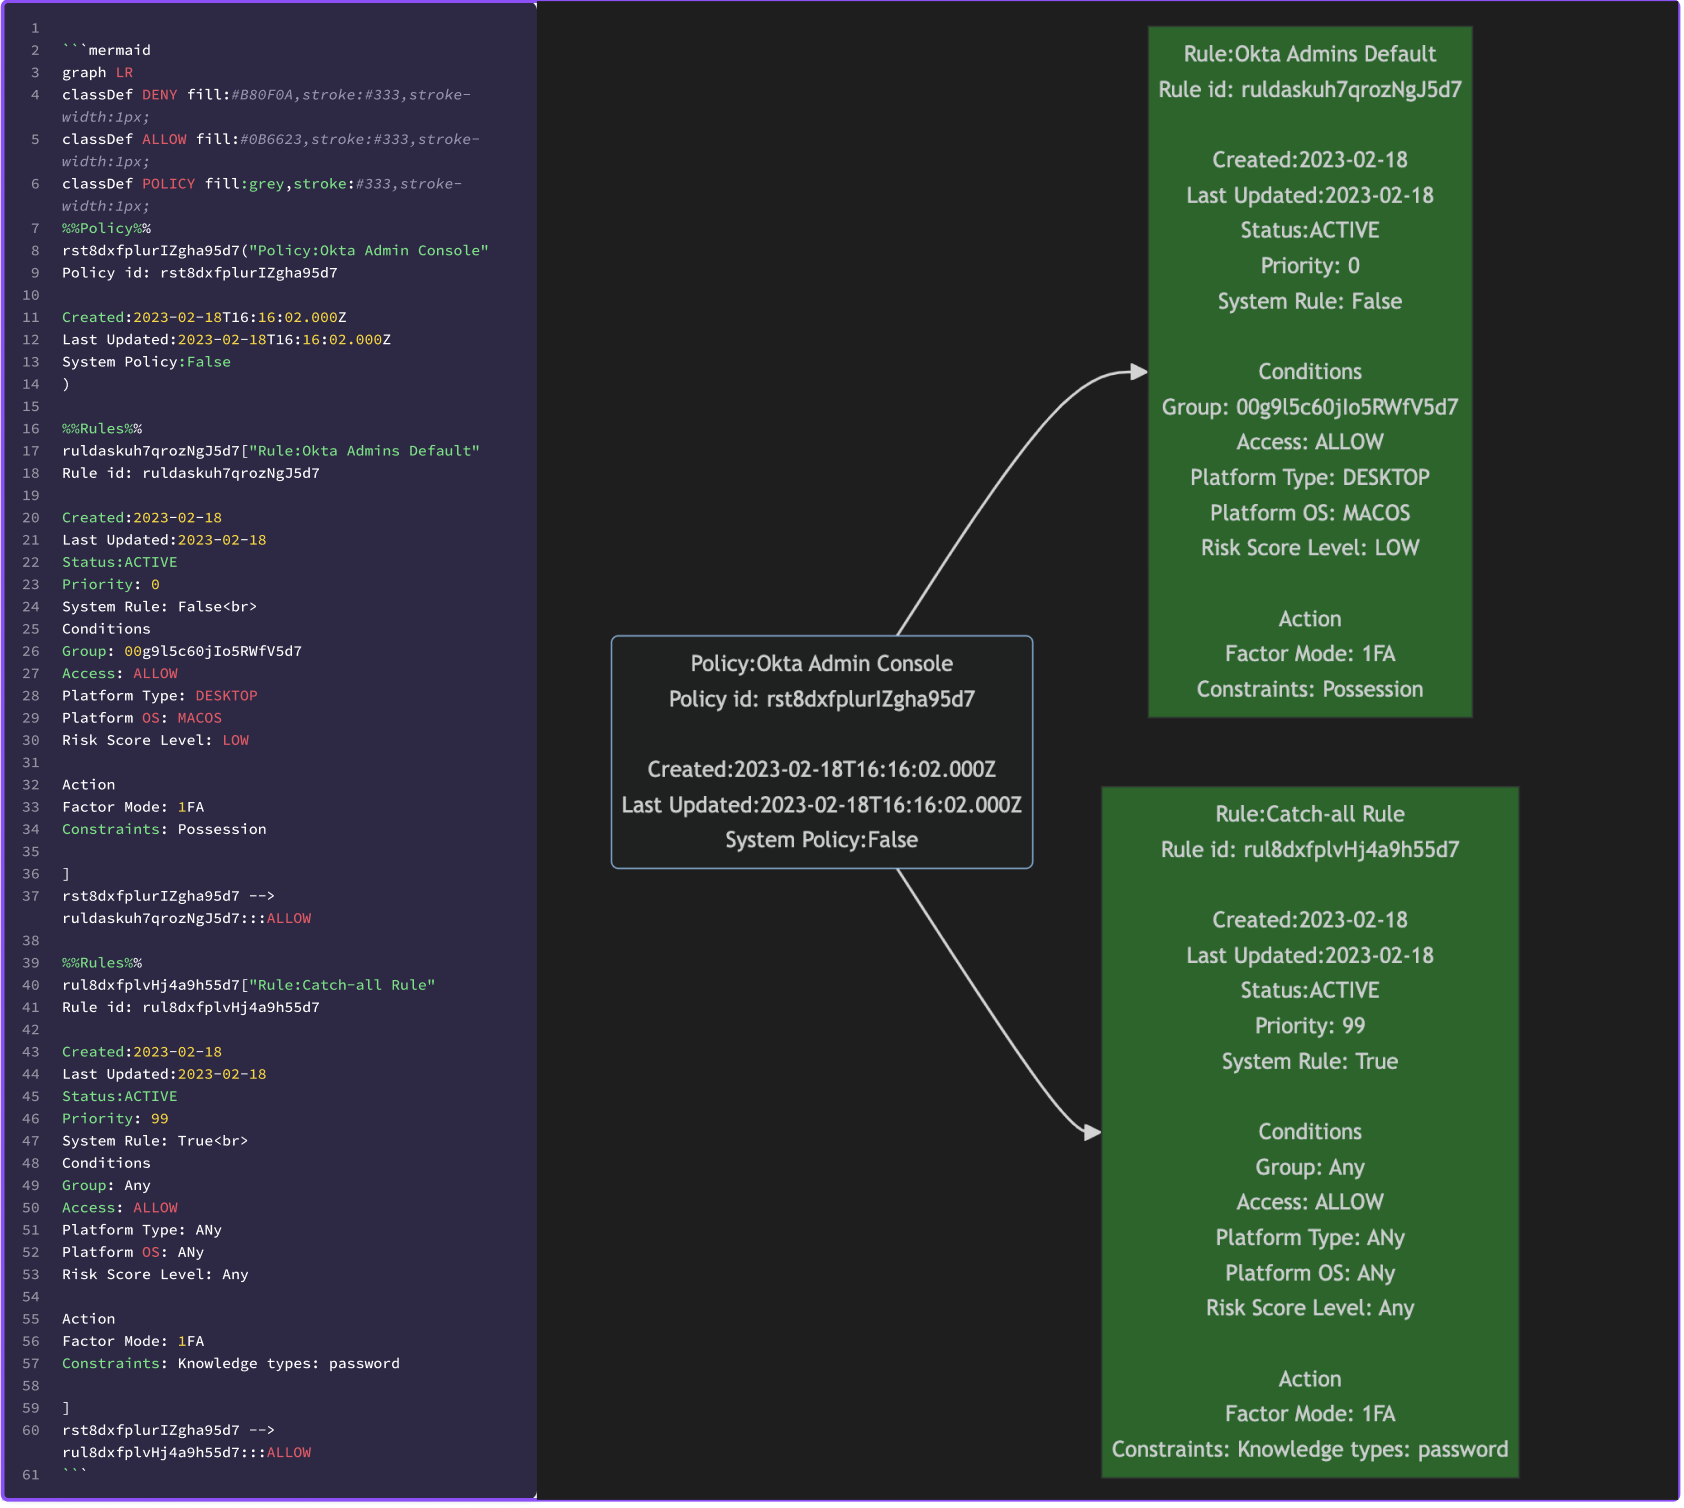 1
2 ```mermaid
3 graph LR
4 classDef DENY fill:#B80F0A,stroke:#333,stroke-
width:1px;
5 classDef ALLOW fill:#0B6623,stroke:#333,stroke-
width:1px;
6 classDef POLICY fill:grey,stroke:#333,stroke-
width:1px;
7 %%Policy%%
8 rst8dxfplurIZgha95d7("Policy:Okta Admin Console"
9 Policy id: rst8dxfplurIZgha95d7
10
11 Created:2023-02-18T16:16:02.000Z
12 Last Updated:2023-02-18T16:16:02.000Z
13 System Policy:False
14 )
15
16 %%Rules%%
17 ruldaskuh7qrozNgJ5d7["Rule:Okta Admins Default"
18 Rule id: ruldaskuh7qrozNgJ5d7
19
20 Created:2023-02-18
21 Last Updated:2023-02-18
22 Status:ACTIVE
23 Priority: 0
24 System Rule: False<br>
25 Conditions
26 Group: 00g9l5c60jIo5RWfV5d7
27 Access: ALLOW
28 Platform Type: DESKTOP
29 Platform OS: MACOS
30 Risk Score Level: LOW
31
32 Action
33 Factor Mode: 1FA
34 Constraints: Possession
35
36 ]
37 rst8dxfplurIZgha95d7 -->
ruldaskuh7qrozNgJ5d7:::ALLOW
38
39 %%Rules%%
40 rul8dxfplvHj4a9h55d7["Rule:Catch-all Rule"
41 Rule id: rul8dxfplvHj4a9h55d7
42
43 Created:2023-02-18
44 Last Updated:2023-02-18
45 Status:ACTIVE
46 Priority: 99
47 System Rule: True<br>
48 Conditions
49 Group: Any
50 Access: ALLOW
51 Platform Type: ANy
52 Platform OS: ANy
53 Risk Score Level: Any
54
55 Action
56 Factor Mode: 1FA
57 Constraints: Knowledge types: password
58
59 ]
60 rst8dxfplurIZgha95d7 -->
rul8dxfplvHj4a9h55d7:::ALLOW
61 ```
Policy:Okta Admin Console
Policy id: rst8dxfplurIZgha95d7
Created:2023-02-18T16:16:02.000Z
Last Updated:2023-02-18T16:16:02.000Z
System Policy:False
Rule:Okta Admins Default
Rule id: ruldaskuh7qrozNgJ5d7
Created:2023-02-18
Last Updated:2023-02-18
Status:ACTIVE
Priority: 0
System Rule: False
Conditions
Group: 00g9l5c60jIo5RWfV5d7
Access: ALLOW
Platform Type: DESKTOP
Platform OS: MACOS
Risk Score Level: LOW
Action
Factor Mode: 1FA
Constraints: Possession
Rule:Catch-all Rule
Rule id: rul8dxfplvHj4a9h55d7
Created:2023-02-18
Last Updated:2023-02-18
Status:ACTIVE
Priority: 99
System Rule: True
Conditions
Group: Any
Access: ALLOW
Platform Type: ANy
Platform OS: ANy
Risk Score Level: Any
Action
Factor Mode: 1FA
Constraints: Knowledge types: password